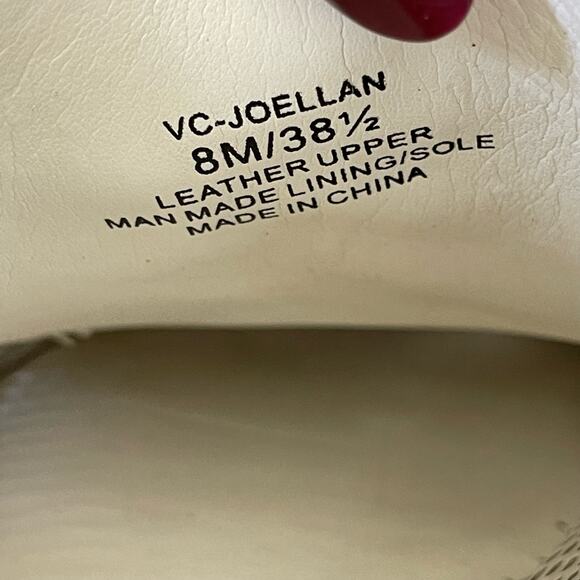 VC-JOELLAN
8M/38½
LEATHER UPPER
MAN MADE LINING/SOLE
MADE IN CHINA